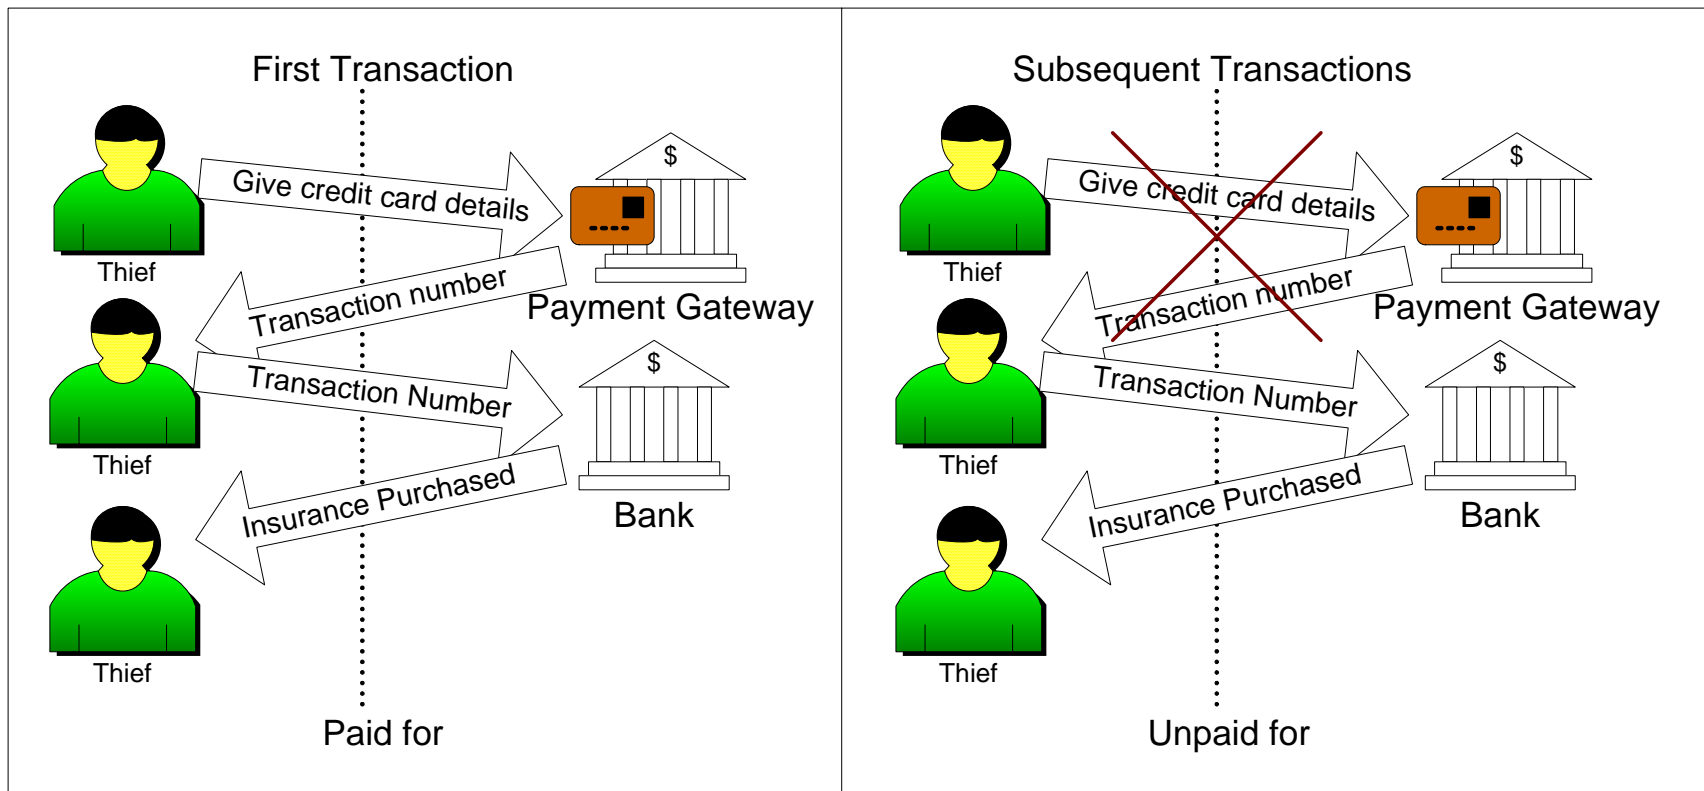 First Transaction
$
Give credit card details
Thief
Transaction number
Payment Gateway
$
Transaction Number
Thief
Insurance Purchased
Bank
Thief
Paid for
Subsequent Transactions
$
Give credit card details
Thief
Transaction number
Payment Gateway
$
Transaction Number
Thief
Insurance Purchased
Bank
Thief
Unpaid for